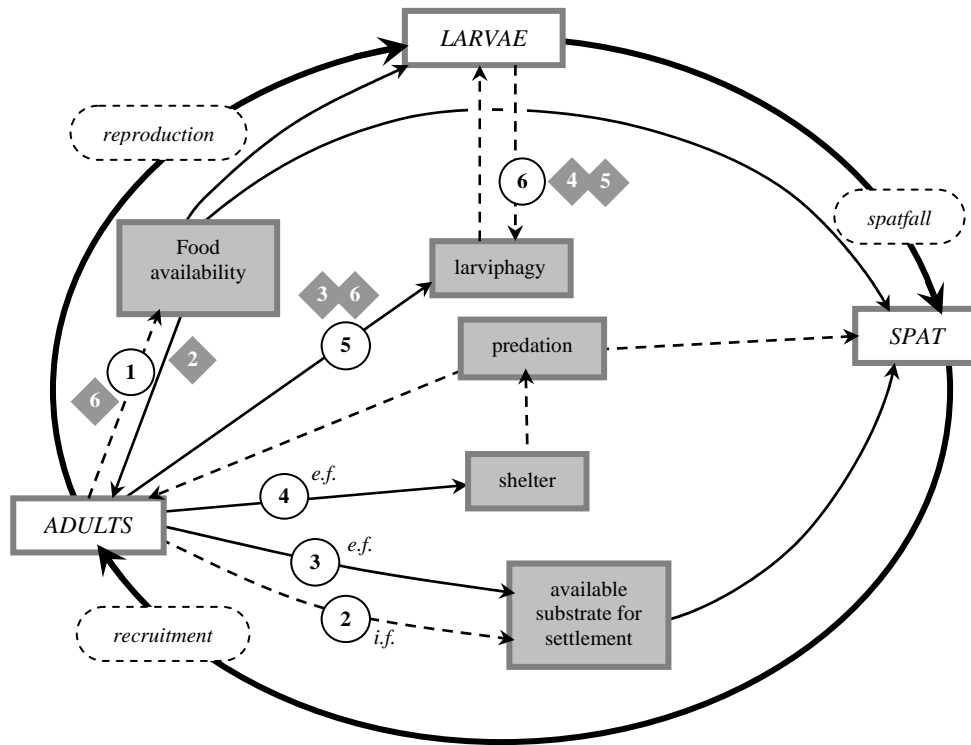 LARVAE
reproduction
6
4
5
spatfall
Food
availability
larviphagy
3
6
5
predation
SPAT
1
2
6
shelter
4
e.f.
ADULTS
3
e.f.
available
substrate for
settlement
2
i.f.
recruitment